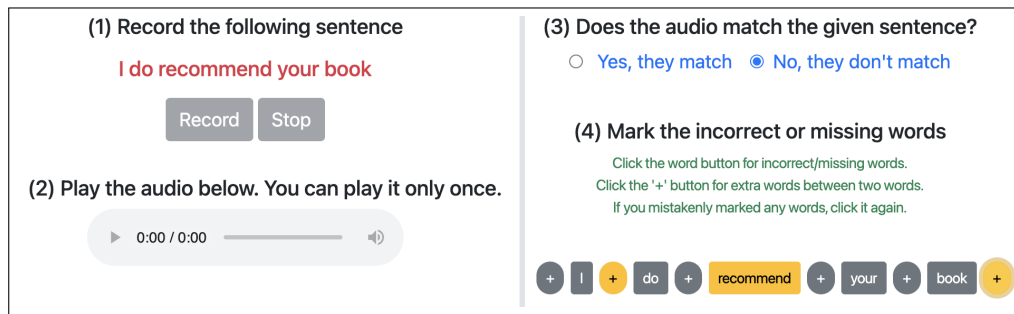 (1) Record the following sentence
I do recommend your book
Record Stop
(2) Play the audio below. You can play it only once.
0:00 / 0:00
(3) Does the audio match the given sentence?
Yes, they match No, they don't match
(4) Mark the incorrect or missing words
Click the word button for incorrect/missing words.
Click the '+' button for extra words between two words.
If you mistakenly marked any words, click it again.
+ I + do + recommend + your + book +